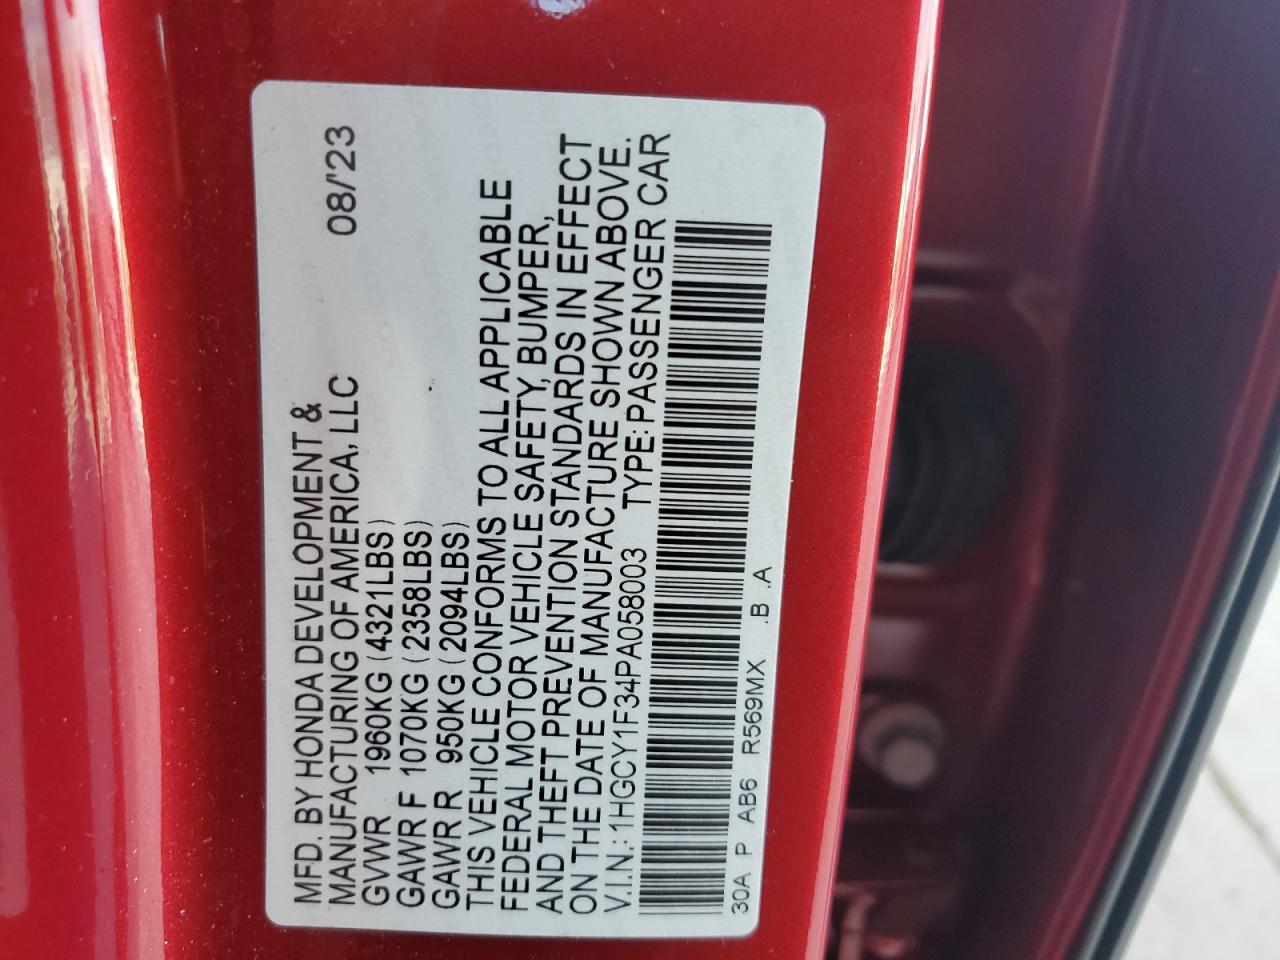 MFD. BY HONDA DEVELOPMENT &
MANUFACTURING OF AMERICA, LLC 08/'23
GVWR 1960KG (4321LBS)
GAWR F 1070KG (2358LBS)
GAWR R 950KG (2094LBS)
THIS VEHICLE CONFORMS TO ALL APPLICABLE
FEDERAL MOTOR VEHICLE SAFETY, BUMPER,
AND THEFT PREVENTION STANDARDS IN EFFECT
ON THE DATE OF MANUFACTURE SHOWN ABOVE.
V.I.N.:1HGCY1F34PA058003 TYPE: PASSENGER CAR
30A P AB6 R569MX .B .A